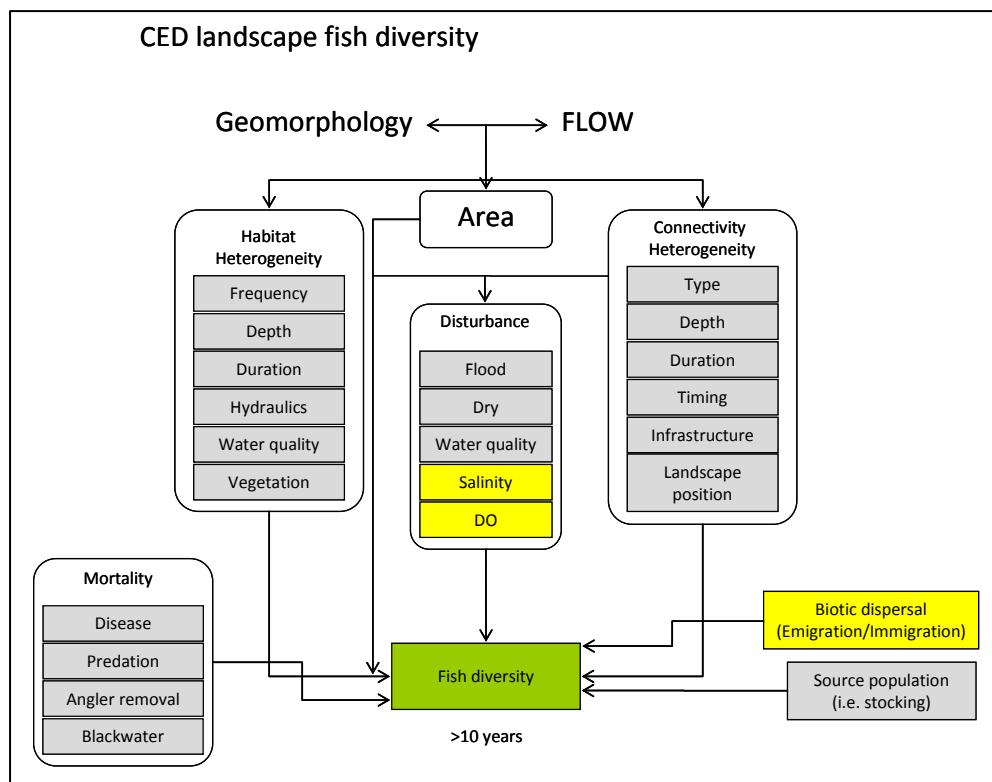 CED landscape fish diversity
Geomorphology
FLOW
Area
Habitat
Heterogeneity
Frequency
Depth
Duration
Hydraulics
Water quality
Vegetation
Disturbance
Flood
Dry
Water quality
Salinity
DO
Connectivity
Heterogeneity
Type
Depth
Duration
Timing
Infrastructure
Landscape
position
Mortality
Disease
Predation
Angler removal
Blackwater
Fish diversity
>10 years
Biotic dispersal
(Emigration/Immigration)
Source population
(i.e. stocking)